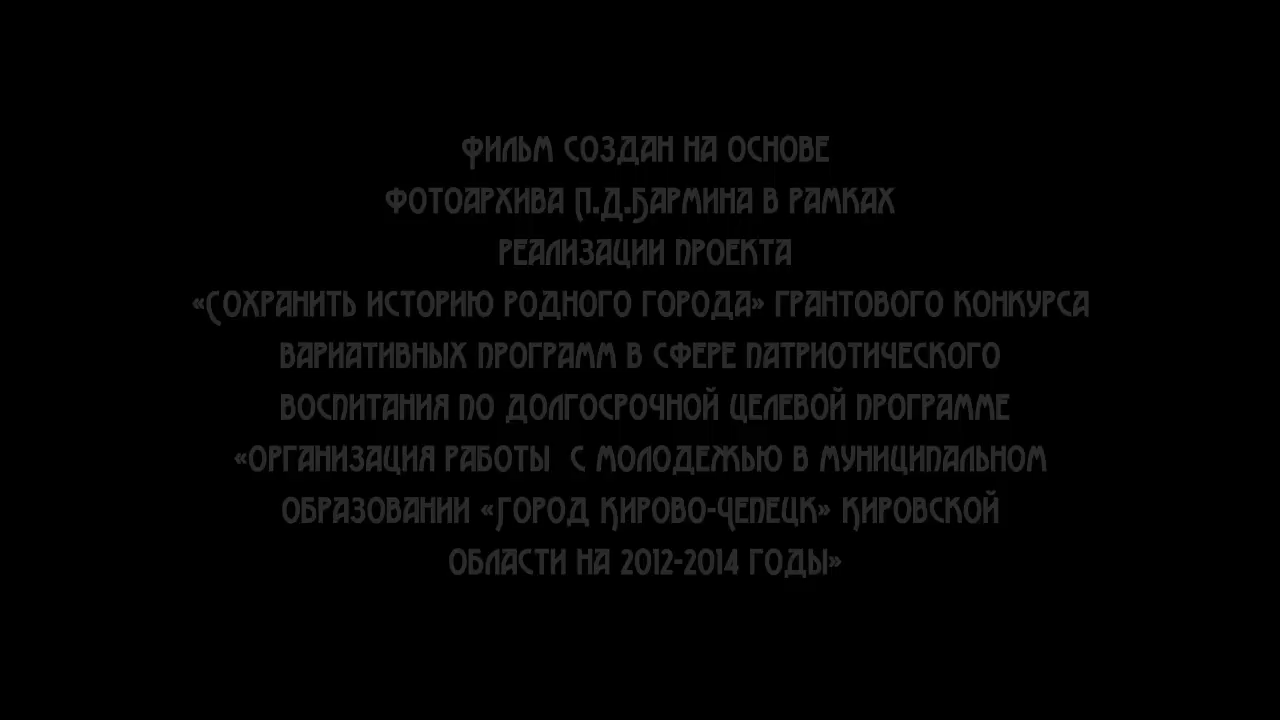 Фильм создан на основе
фотоархива П.Д.Бармина в рамках
реализации проекта
«Сохранить историю родного города» грантового конкурса
вариативных программ в сфере патриотического
воспитания по долгосрочной целевой программе
«организация работы с молодежью в муниципальном
образовании «Город Кирово-Чепецк» Кировской
области на 2012-2014 годы»